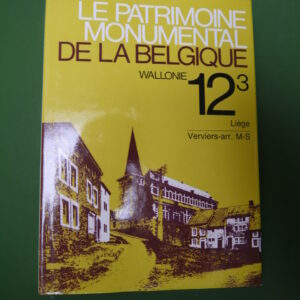 LE PATRIMOINE
MONUMENTAL
DE LA BELGIQUE
WALLONIE 12³
Liège
Verviers-arr. M-S